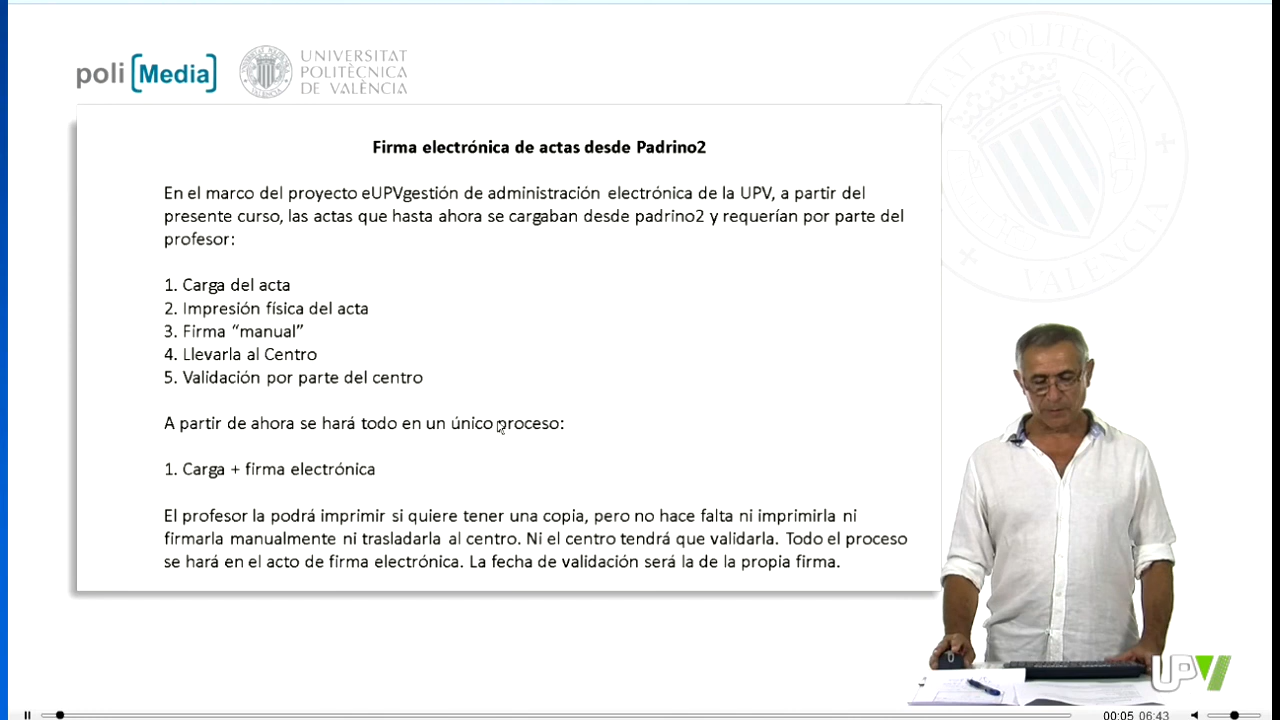 poli [Media]
UNIVERSITAT
POLITÈCNICA
DE VALÈNCIA
Firma electrónica de actas desde Padrino2
En el marco del proyecto eUPVgestión de administración electrónica de la UPV, a partir del
presente curso, las actas que hasta ahora se cargaban desde padrino2 y requerían por parte del
profesor:
1. Carga del acta
2. Impresión física del acta
3. Firma “manual”
4. Llevarla al Centro
5. Validación por parte del centro
A partir de ahora se hará todo en un único proceso:
1. Carga + firma electrónica
El profesor la podrá imprimir si quiere tener una copia, pero no hace falta ni imprimirla ni
firmarla manualmente ni trasladarla al centro. Ni el centro tendrá que validarla. Todo el proceso
se hará en el acto de firma electrónica. La fecha de validación será la de la propia firma.
UPV
00:05 06:43